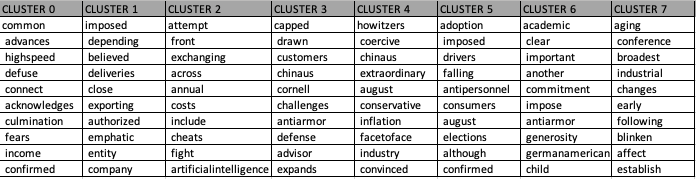 CLUSTER 0 CLUSTER 1 CLUSTER 2 CLUSTER 3 CLUSTER 4 CLUSTER 5 CLUSTER 6 CLUSTER 7
common imposed attempt capped howitzers adoption academic aging
advances depending front drawn coercive imposed clear conference
highspeed believed exchanging customers chinaus drivers important broadest
defuse deliveries across chinaus extraordinary falling another industrial
connect close annual cornell august antipersonnel commitment changes
acknowledges exporting costs challenges conservative consumers impose early
culmination authorized include antiarmor inflation august antiarmor following
fears emphatic cheats defense facetoface elections generosity blinken
income entity fight advisor industry although germanamerican affect
confirmed company artificialintelligence expands convinced confirmed child establish